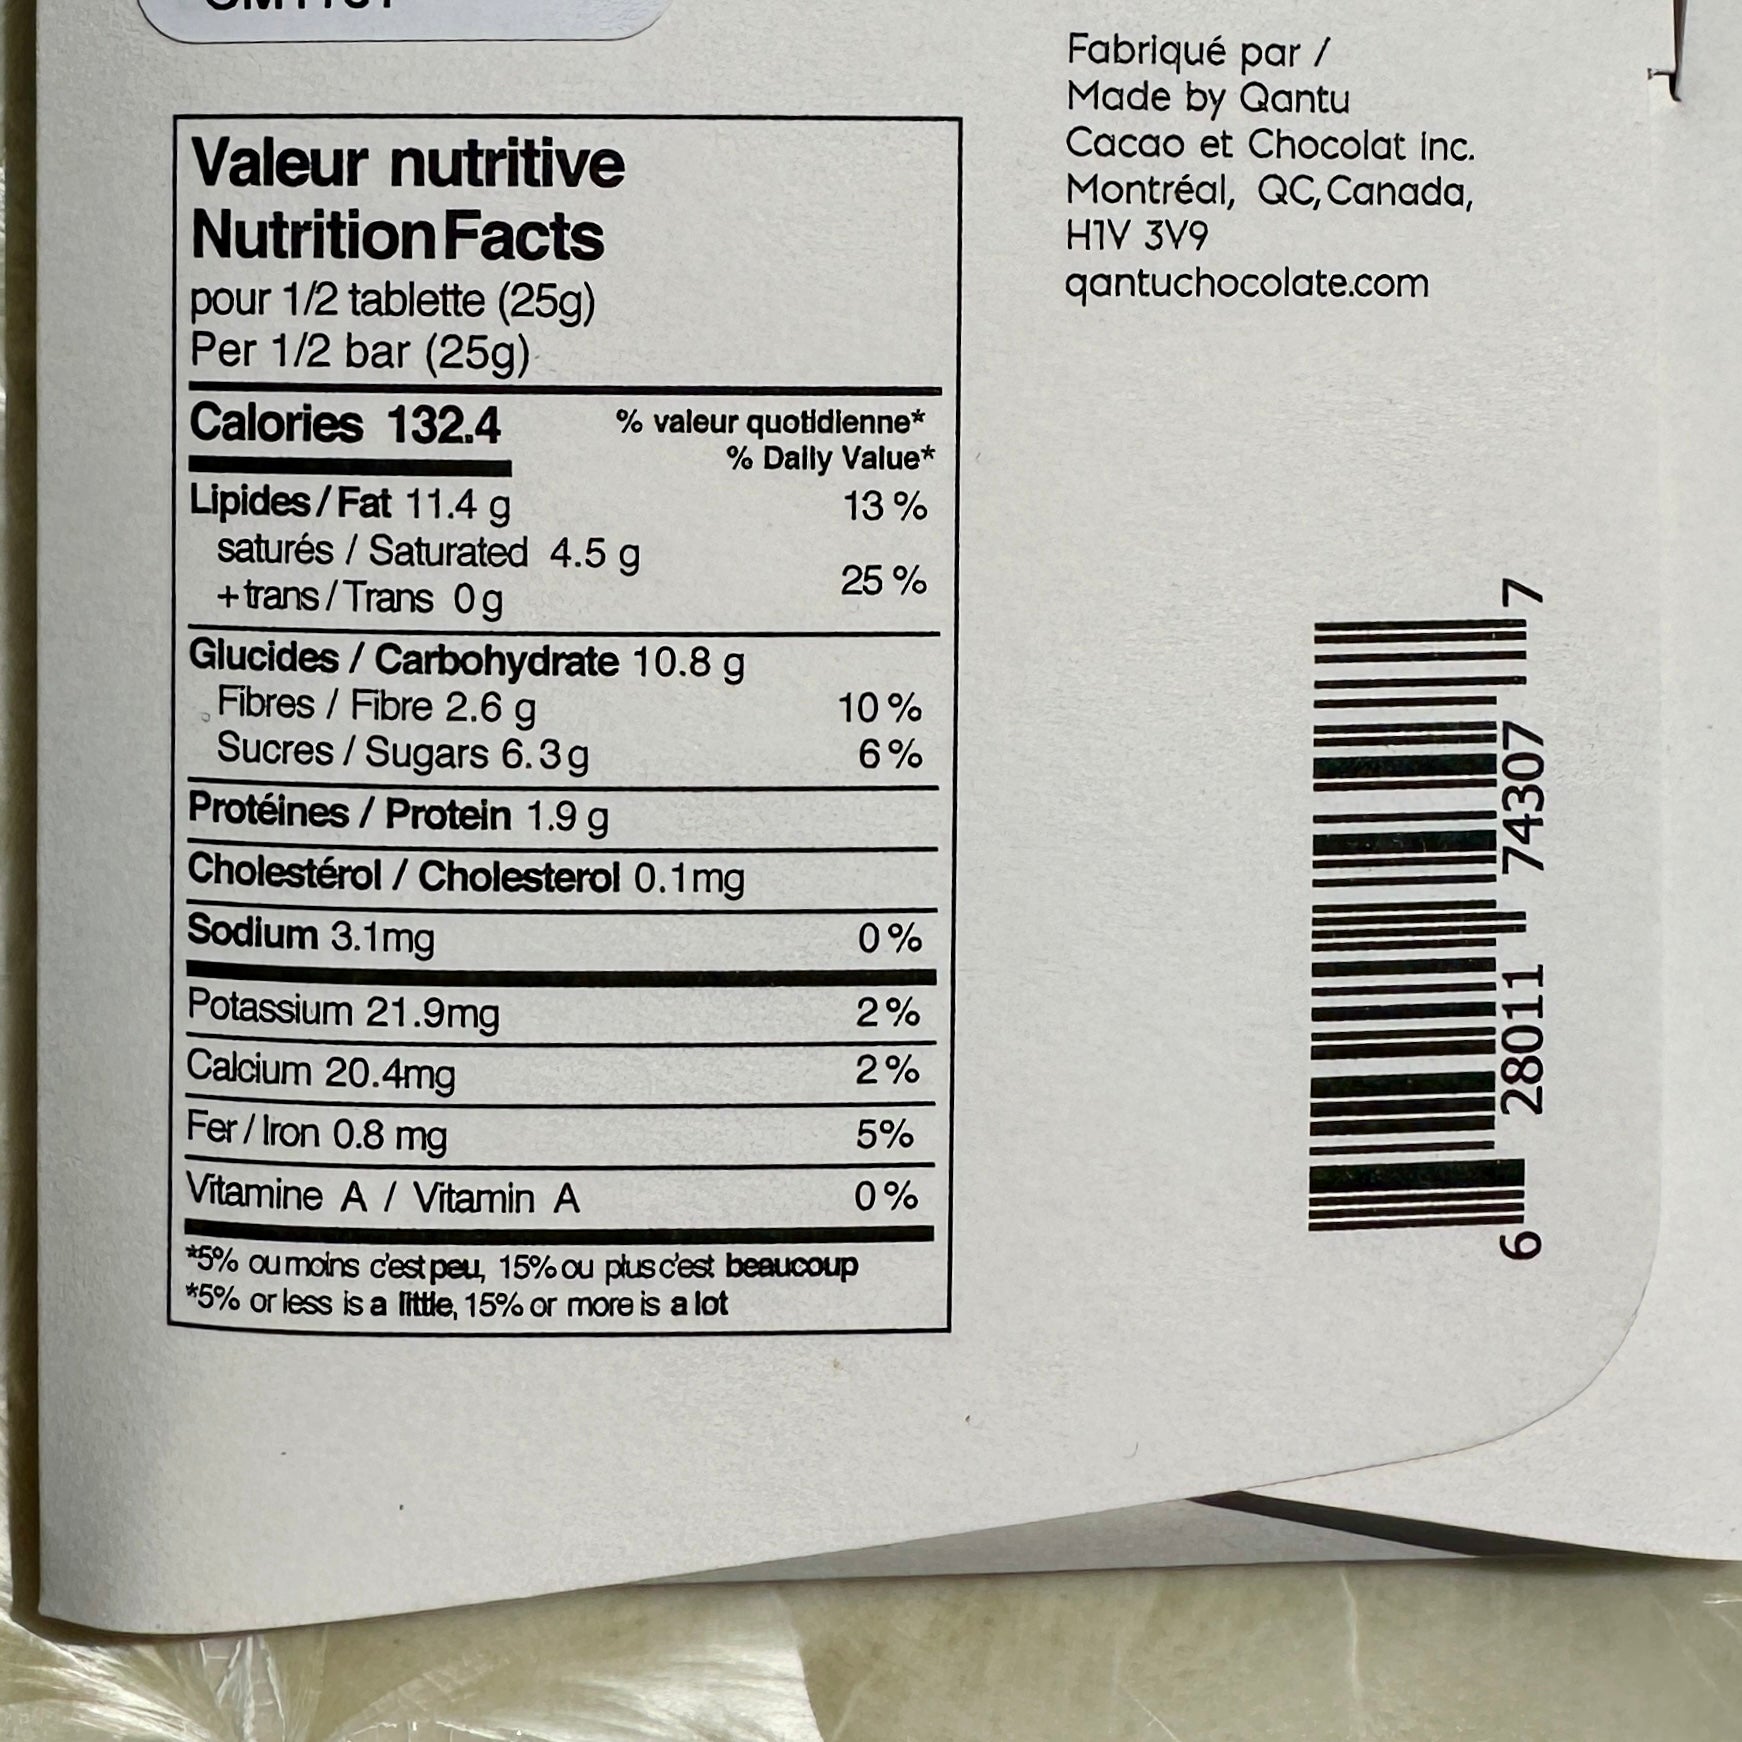 Valeur nutritive
Nutrition Facts
pour 1/2 tablette (25g)
Per 1/2 bar (25g)
Calories 132.4
% valeur quotidienne*
% Daily Value*
Lipides / Fat 11.4 g 13 %
saturés / Saturated 4.5 g
+ trans / Trans 0 g 25 %
Glucides / Carbohydrate 10.8 g
Fibres / Fibre 2.6 g 10 %
Sucres / Sugars 6.3 g 6 %
Protéines / Protein 1.9 g
Cholestérol / Cholesterol 0.1mg
Sodium 3.1mg 0 %
Potassium 21.9mg 2 %
Calcium 20.4mg 2 %
Fer / Iron 0.8 mg 5%
Vitamine A / Vitamin A 0 %
*5% ou moins c'est peu, 15% ou plus c'est beaucoup
*5% or less is a little, 15% or more is a lot
Fabriqué par /
Made by Qantu
Cacao et Chocolat inc.
Montréal, QC, Canada,
H1V 3V9
qantuchocolate.com
6 28011 74307 7